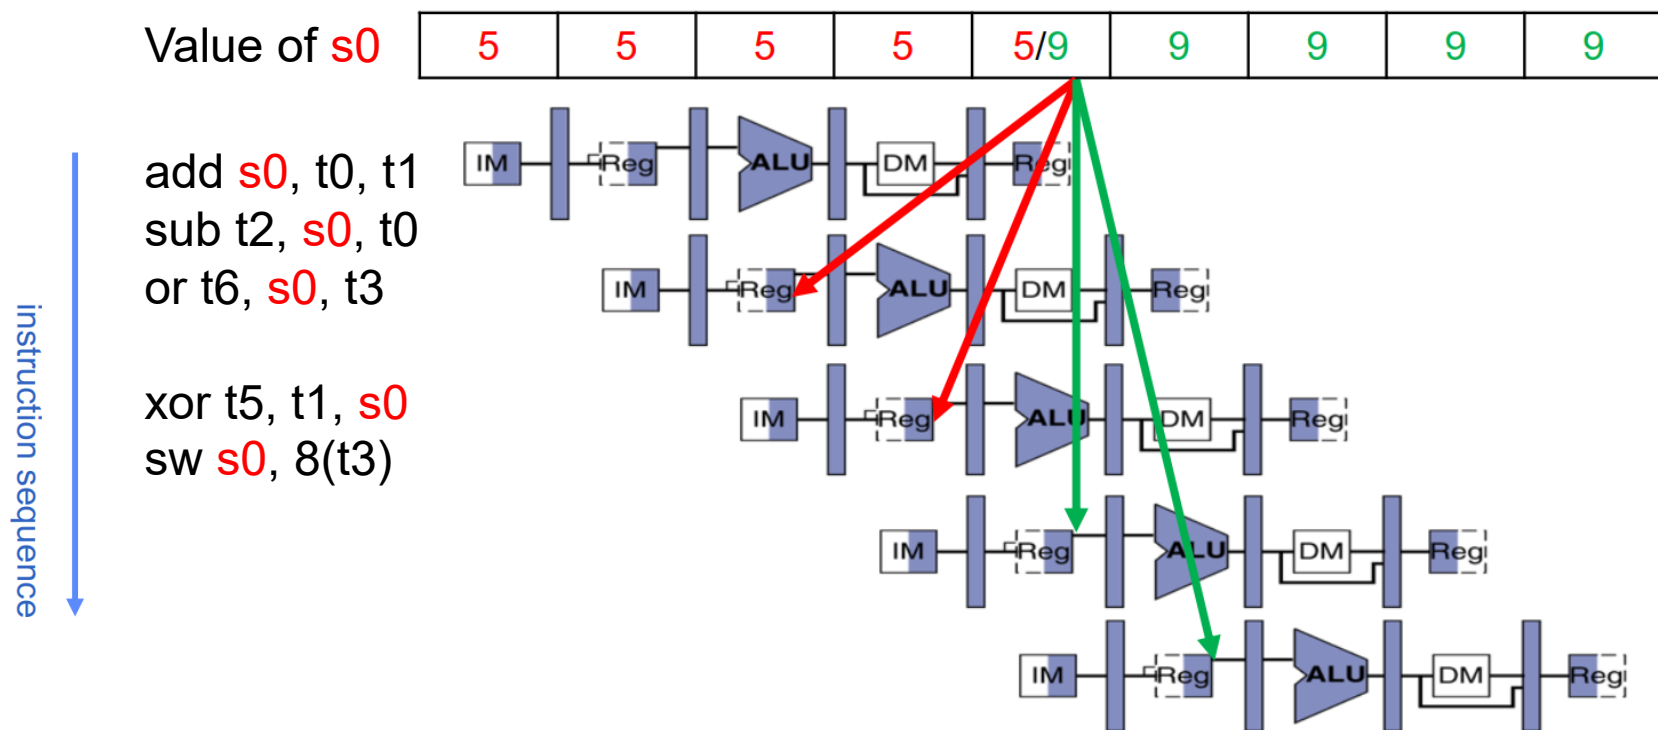 Value of s0 5 5 5 5 5/9 9 9 9 9
instruction sequence
add s0, t0, t1
sub t2, s0, t0
or t6, s0, t3
xor t5, t1, s0
sw s0, 8(t3)
IM Reg ALU DM Reg
IM Reg ALU DM Reg
IM Reg ALU DM Reg
IM Reg ALU DM Reg
IM Reg ALU DM Reg